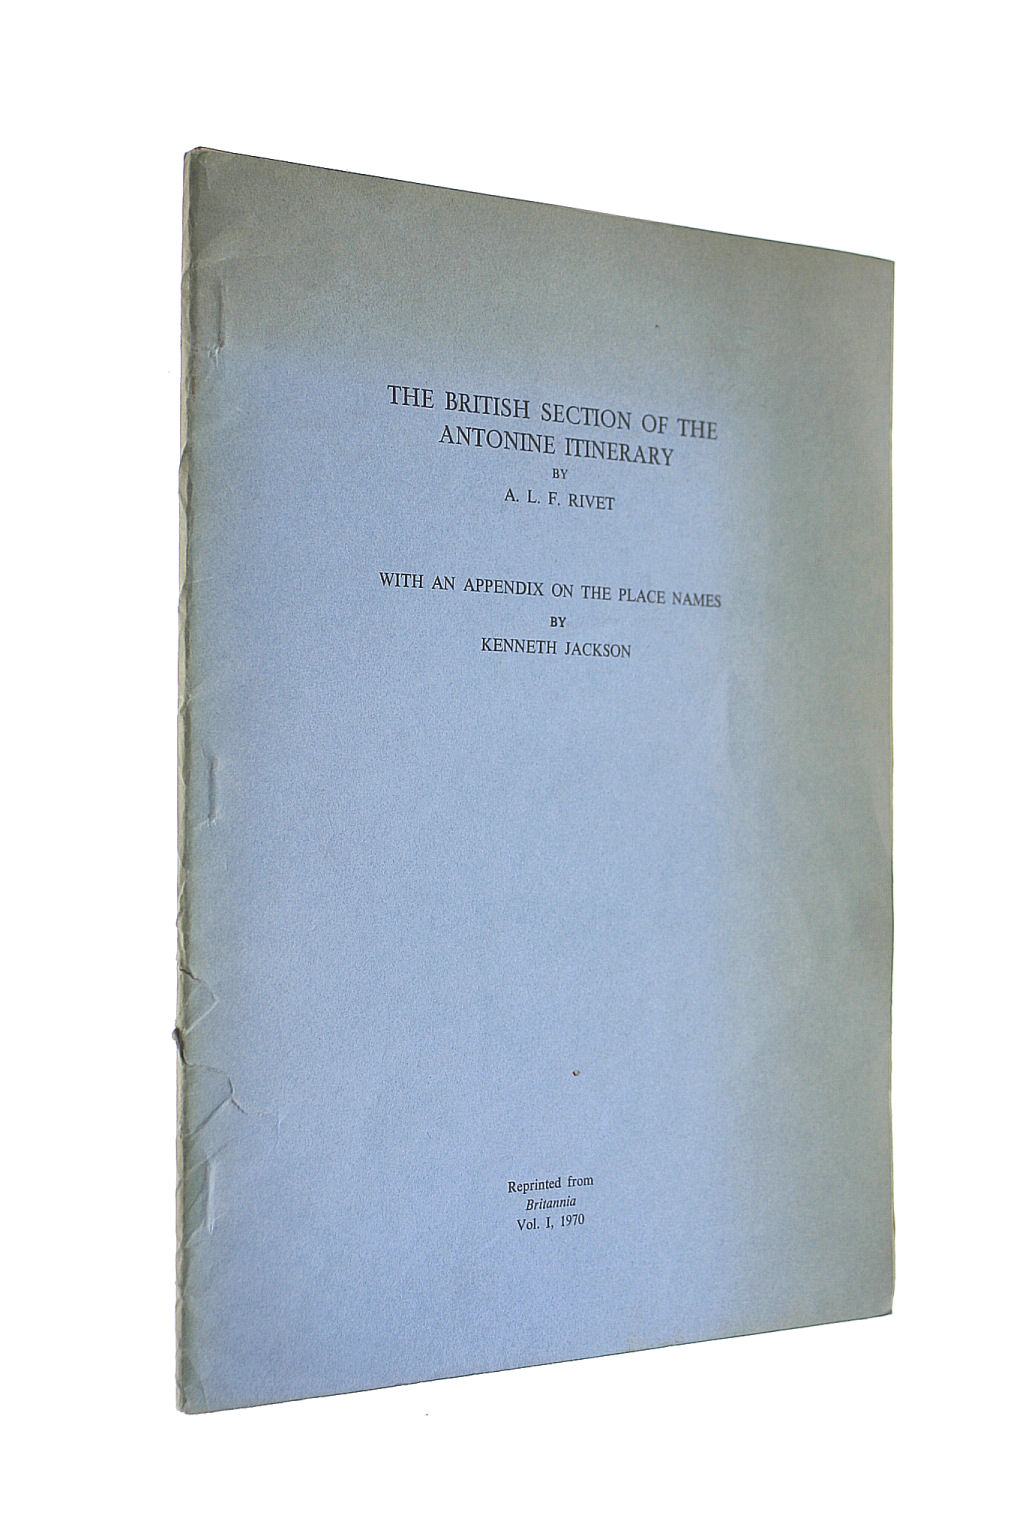 THE BRITISH SECTION OF THE
ANTONINE ITINERARY
BY
A. L. F. RIVET
WITH AN APPENDIX ON THE PLACE NAMES
BY
KENNETH JACKSON
Reprinted from
Britannia
Vol. I, 1970